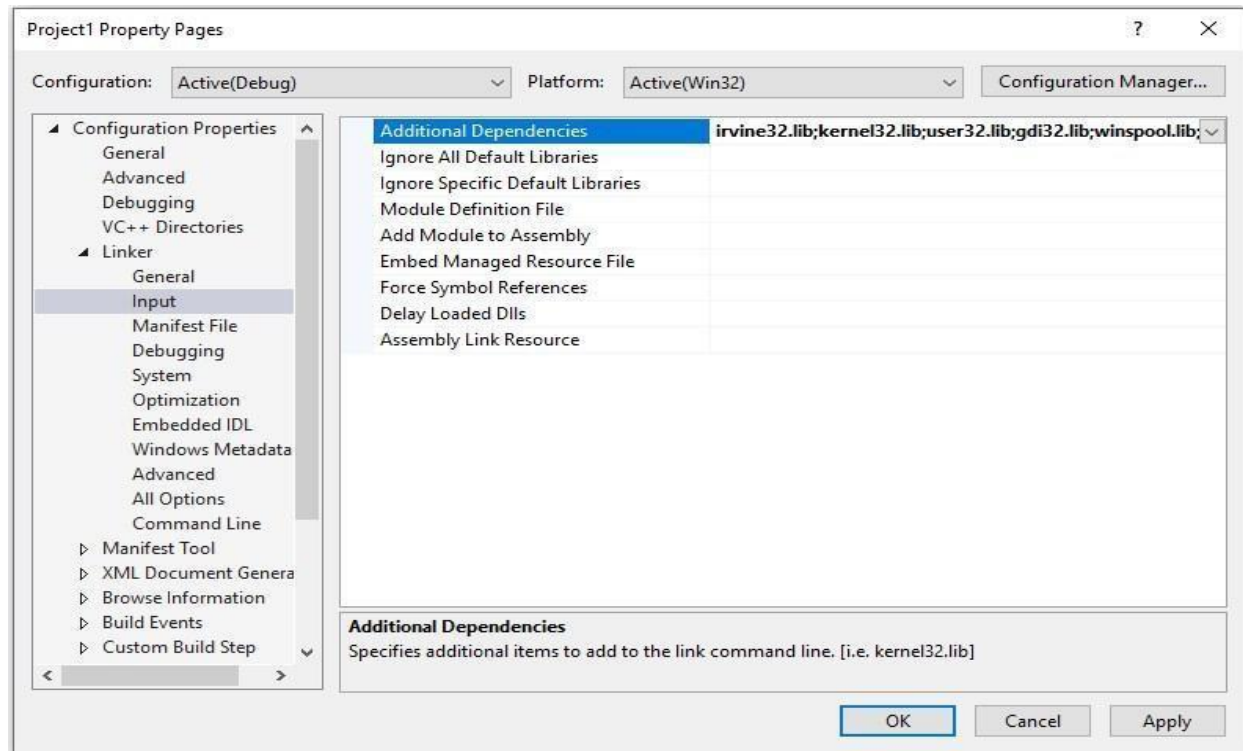 Project1 Property Pages
? ×
Configuration: Active(Debug) Platform: Active(Win32) Configuration Manager...
Configuration Properties
General
Advanced
Debugging
VC++ Directories
Linker
General
Input
Manifest File
Debugging
System
Optimization
Embedded IDL
Windows Metadata
Advanced
All Options
Command Line
Manifest Tool
XML Document Genera
Browse Information
Build Events
Custom Build Step
Additional Dependencies irvine32.lib;kernel32.lib;user32.lib;gdi32.lib;winspool.lib;
Ignore All Default Libraries
Ignore Specific Default Libraries
Module Definition File
Add Module to Assembly
Embed Managed Resource File
Force Symbol References
Delay Loaded Dlls
Assembly Link Resource
Additional Dependencies
Specifies additional items to add to the link command line. [i.e. kernel32.lib]
OK Cancel Apply